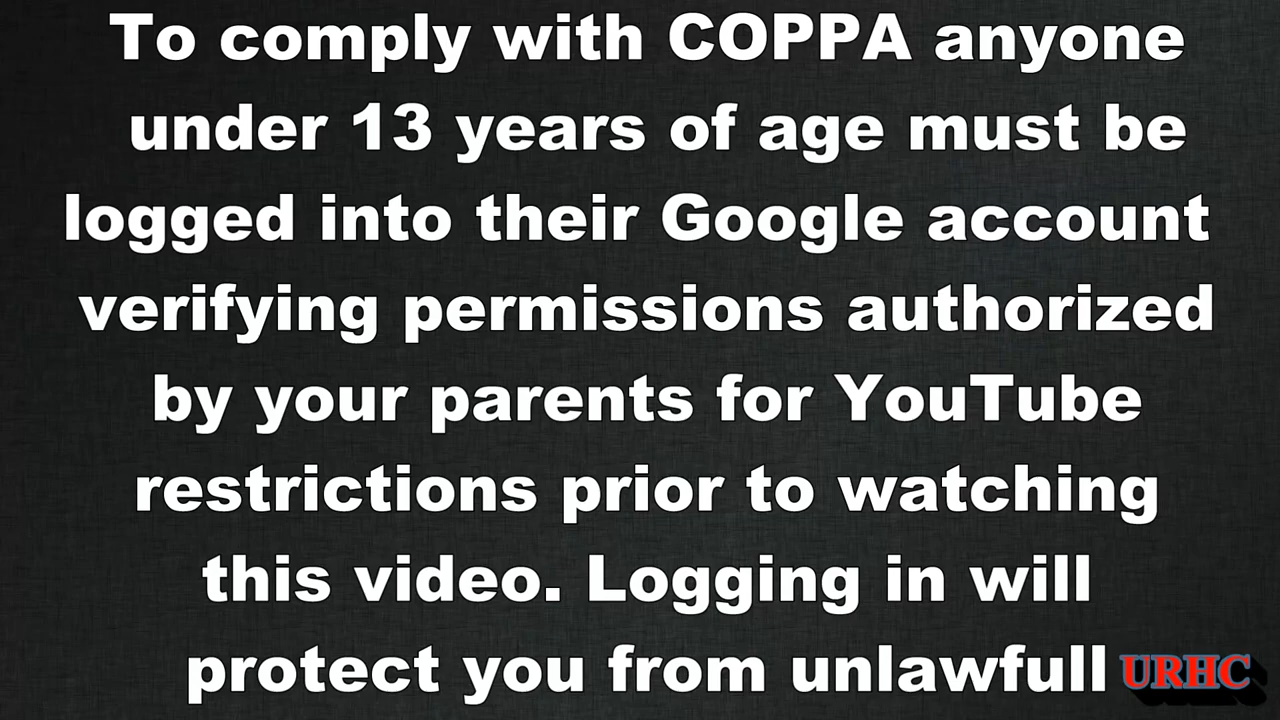 To comply with COPPA anyone
under 13 years of age must be
logged into their Google account
verifying permissions authorized
by your parents for YouTube
restrictions prior to watching
this video. Logging in will
protect you from unlawfull
URHC